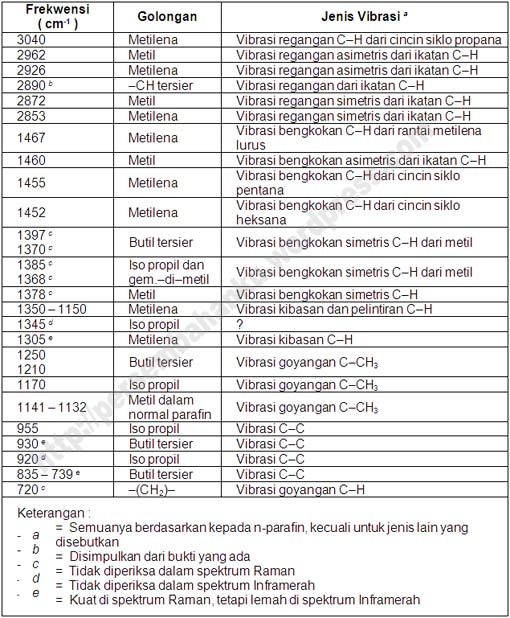 Frekwensi ( cm⁻¹ ) Golongan Jenis Vibrasi ᵃ
3040 Metilena Vibrasi regangan C–H dari cincin siklo propana
2962 Metil Vibrasi regangan asimetris dari ikatan C–H
2926 Metilena Vibrasi regangan asimetris dari ikatan C–H
2890 ᵇ –CH tersier Vibrasi regangan dari ikatan C–H
2872 Metil Vibrasi regangan simetris dari ikatan C–H
2853 Metilena Vibrasi regangan simetris dari ikatan C–H
1467 Metilena Vibrasi bengkokan C–H dari rantai metilena
lurus
1460 Metil Vibrasi bengkokan asimetris dari ikatan C–H
1455 Metilena Vibrasi bengkokan C–H dari cincin siklo
pentana
1452 Metilena Vibrasi bengkokan C–H dari cincin siklo
heksana
1397 ᶜ
1370 ᶜ Butil tersier Vibrasi bengkokan simetris C–H dari metil
1385 ᶜ Iso propil dan
1368 ᶜ gem.–di–metil Vibrasi bengkokan simetris C–H dari metil
1378 ᶜ Metil Vibrasi bengkokan simetris C–H
1350 – 1150 Metilena Vibrasi kibasan dan pelintiran C–H
1345 ᵈ Iso propil ?
1305 ᵉ Metilena Vibrasi kibasan C–H
1250
1210 Butil tersier Vibrasi goyangan C–CH₃
1170 Iso propil Vibrasi goyangan C–CH₃
1141 – 1132 Metil dalam
normal parafin Vibrasi goyangan C–CH₃
955 Iso propil Vibrasi C–C
930 ᵉ Butil tersier Vibrasi C–C
920 ᵈ Iso propil Vibrasi C–C
835 – 739 ᵉ Butil tersier Vibrasi C–C
720 ᶜ –(CH₂)– Vibrasi goyangan C–H
Keterangan :
- a = Semuanya berdasarkan kepada n-parafin, kecuali untuk jenis lain yang
disebutkan
- b = Disimpulkan dari bukti yang ada
- c = Tidak diperiksa dalam spektrum Raman
- d = Tidak diperiksa dalam spektrum Inframerah
- e = Kuat di spektrum Raman, tetapi lemah di spektrum Inframerah
http://persembahanku.wordpress.com